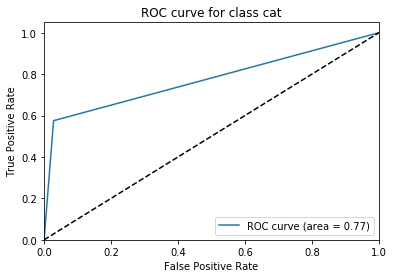 ROC curve for class cat
True Positive Rate
1.0
0.8
0.6
0.4
0.2
0.0
ROC curve (area = 0.77)
0.0 0.2 0.4 0.6 0.8 1.0
False Positive Rate